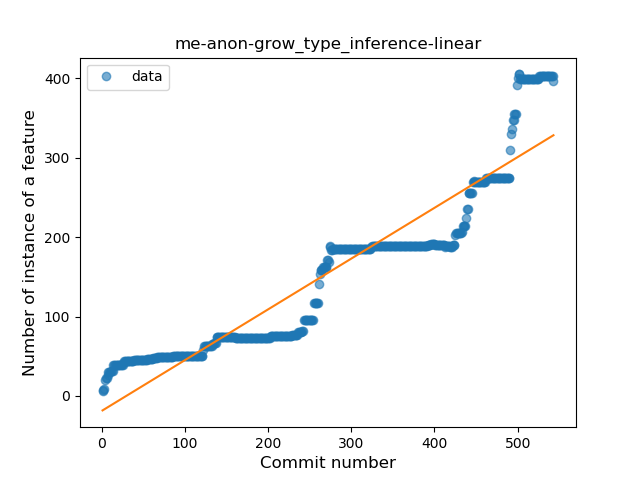 me-anon-grow_type_inference-linear
data
Number of instance of a feature
400
300
200
100
0
0 100 200 300 400 500
Commit number